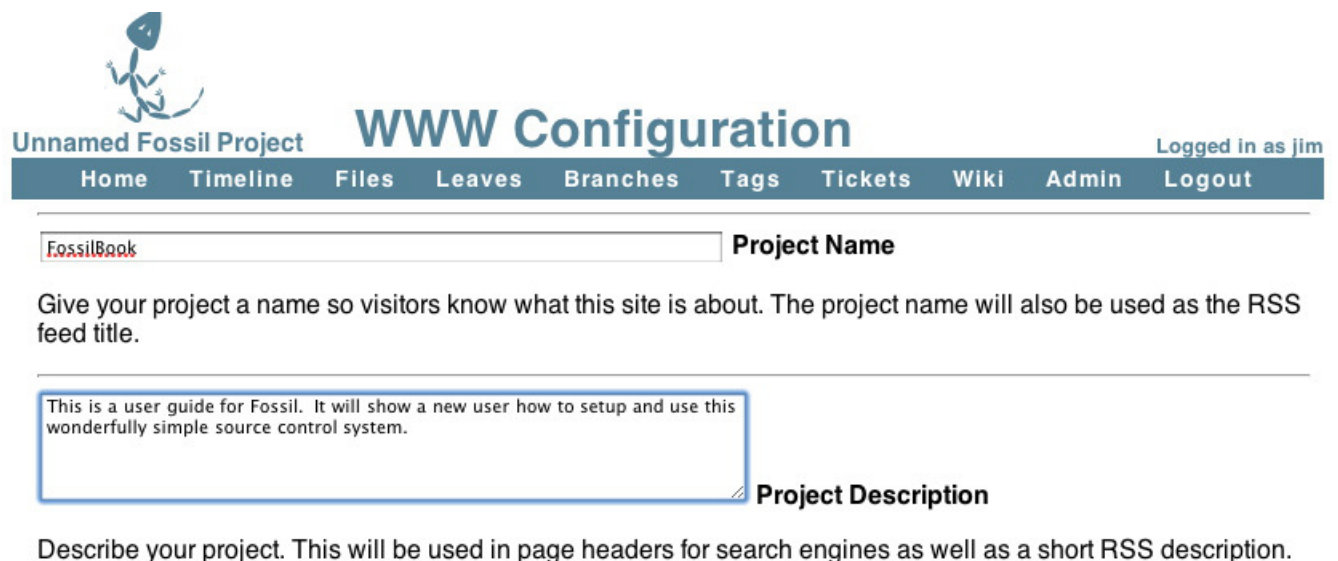 Unnamed Fossil Project
WWW Configuration
Logged in as jim
Home Timeline Files Leaves Branches Tags Tickets Wiki Admin Logout
FossilBook Project Name
Give your project a name so visitors know what this site is about. The project name will also be used as the RSS
feed title.
This is a user guide for Fossil.  It will show a new user how to setup and use this
wonderfully simple source control system.
Project Description
Describe your project. This will be used in page headers for search engines as well as a short RSS description.